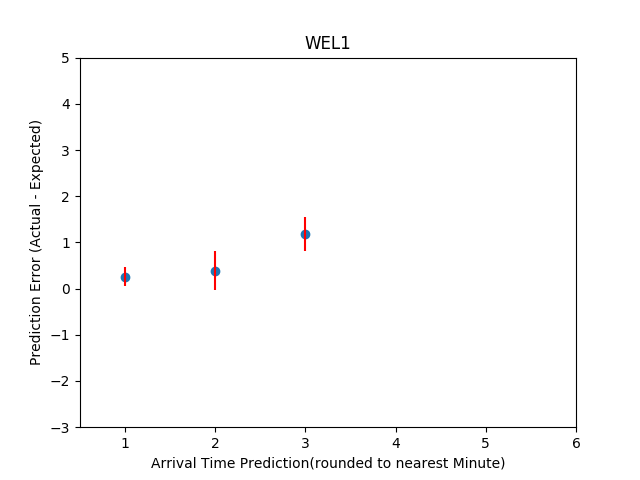 WEL1
5
4
3
2
1
0
−1
−2
−3
Prediction Error (Actual - Expected)
1 2 3 4 5 6
Arrival Time Prediction(rounded to nearest Minute)